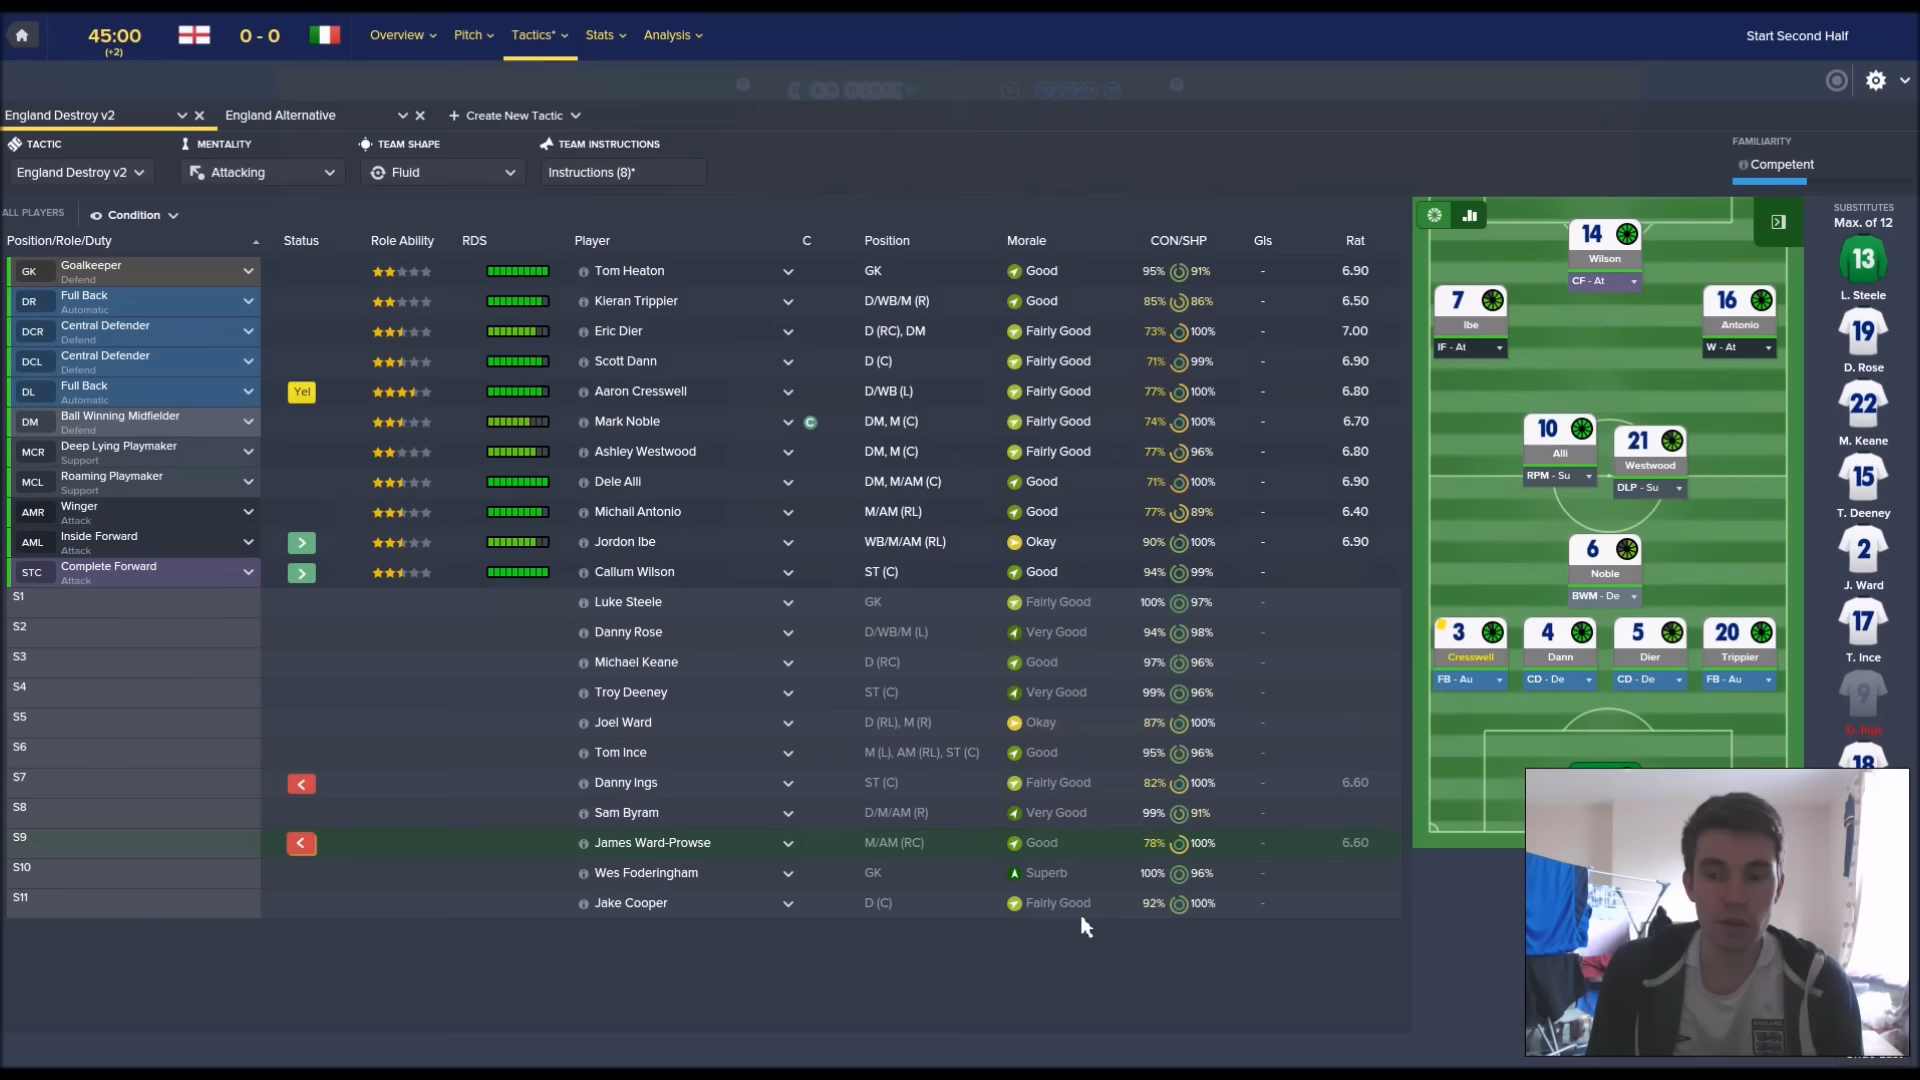 45:00
(+2)
0 - 0
Overview Pitch Tactics* Stats Analysis
Start Second Half
England Destroy v2 England Alternative + Create New Tactic
TACTIC MENTALITY TEAM SHAPE TEAM INSTRUCTIONS
England Destroy v2 Attacking Fluid Instructions (8)*
FAMILIARITY
Competent
ALL PLAYERS Condition
Position/Role/Duty Status Role Ability RDS Player C Position Morale CON/SHP Gls Rat
GK Goalkeeper Defend Tom Heaton GK Good 95% 91% - 6.90
DR Full Back Automatic Kieran Trippier D/WB/M (R) Good 85% 86% - 6.50
DCR Central Defender Defend Eric Dier D (RC), DM Fairly Good 73% 100% - 7.00
DCL Central Defender Defend Scott Dann D (C) Fairly Good 71% 99% - 6.90
DL Full Back Automatic Yel Aaron Cresswell D/WB (L) Fairly Good 77% 100% - 6.80
DM Ball Winning Midfielder Defend Mark Noble C DM, M (C) Fairly Good 74% 100% - 6.70
MCR Deep Lying Playmaker Support Ashley Westwood DM, M (C) Fairly Good 77% 96% - 6.80
MCL Roaming Playmaker Support Dele Alli DM, M/AM (C) Good 71% 100% - 6.90
AMR Winger Attack Michail Antonio M/AM (RL) Good 77% 89% - 6.40
AML Inside Forward Attack Jordon Ibe WB/M/AM (RL) Okay 90% 100% - 6.90
STC Complete Forward Attack Callum Wilson ST (C) Good 94% 99% -
S1 Luke Steele GK Fairly Good 100% 97% -
S2 Danny Rose D/WB/M (L) Very Good 94% 98% -
S3 Michael Keane D (RC) Good 97% 96% -
S4 Troy Deeney ST (C) Very Good 99% 96% -
S5 Joel Ward D (RL), M (R) Okay 87% 100% -
S6 Tom Ince M (L), AM (RL), ST (C) Good 95% 96% -
S7 Danny Ings ST (C) Fairly Good 82% 100% - 6.60
S8 Sam Byram D/M/AM (R) Very Good 99% 91% -
S9 James Ward-Prowse M/AM (RC) Good 78% 100% - 6.60
S10 Wes Foderingham GK Superb 100% 96% -
S11 Jake Cooper D (C) Fairly Good 92% 100% -
14
Wilson
CF - At
7 16
Ibe Antonio
IF - At W - At
10 21
Alli Westwood
RPM - Su DLP - Su
6
Noble
BWM - De
3 4 5 20
Cresswell Dann Dier Trippier
FB - Au CD - De CD - De FB - Au
SUBSTITUTES
Max. of 12
13
L. Steele
19
D. Rose
22
M. Keane
15
T. Deeney
2
J. Ward
17
T. Ince
9
D. Ings
18